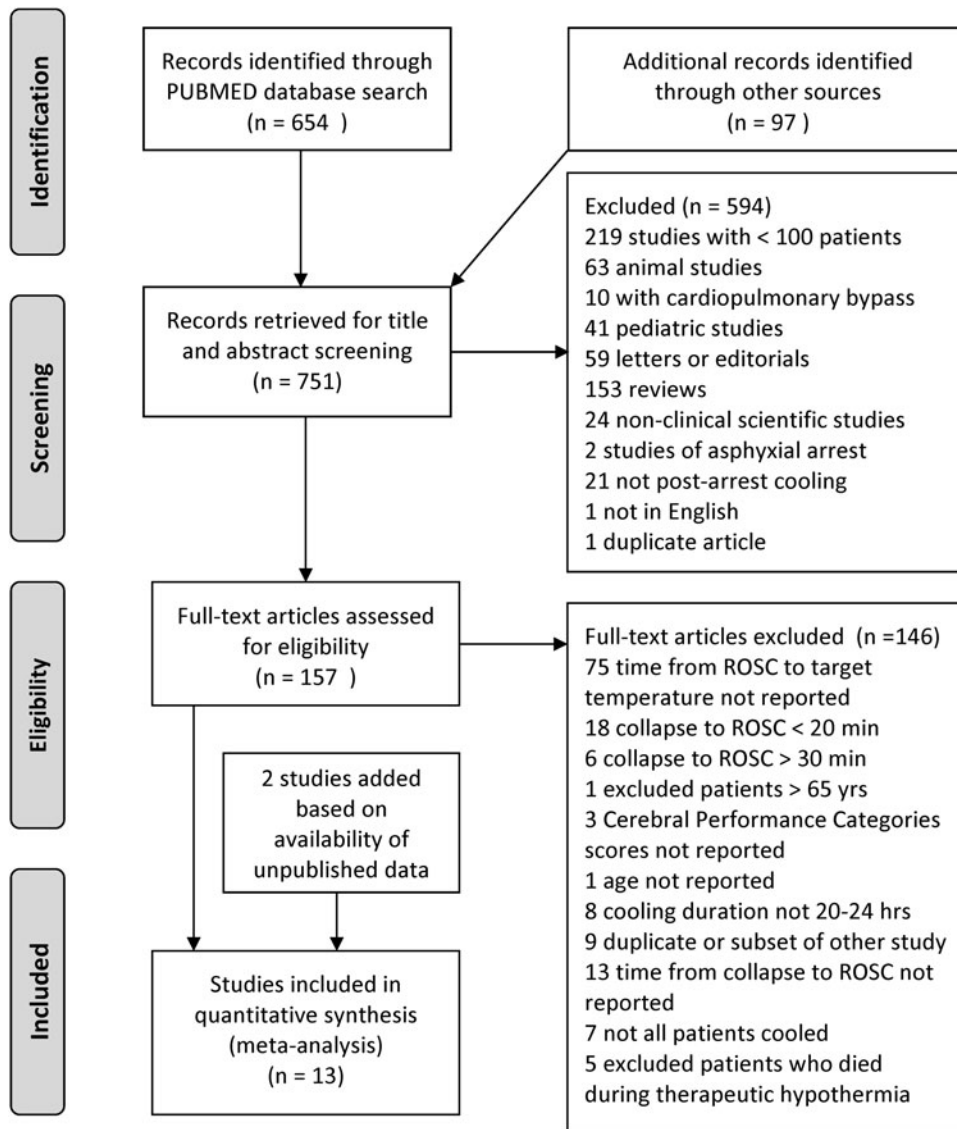 Identification
Records identified through
PUBMED database search
(n = 654 )
Additional records identified
through other sources
(n = 97 )
Screening
Records retrieved for title
and abstract screening
(n = 751)
Excluded (n = 594)
219 studies with < 100 patients
63 animal studies
10 with cardiopulmonary bypass
41 pediatric studies
59 letters or editorials
153 reviews
24 non-clinical scientific studies
2 studies of asphyxial arrest
21 not post-arrest cooling
1 not in English
1 duplicate article
Eligibility
Full-text articles assessed
for eligibility
(n = 157 )
Full-text articles excluded (n =146)
75 time from ROSC to target
temperature not reported
18 collapse to ROSC < 20 min
6 collapse to ROSC > 30 min
1 excluded patients > 65 yrs
3 Cerebral Performance Categories
scores not reported
1 age not reported
8 cooling duration not 20-24 hrs
9 duplicate or subset of other study
13 time from collapse to ROSC not
reported
7 not all patients cooled
5 excluded patients who died
during therapeutic hypothermia
2 studies added
based on
availability of
unpublished data
Included
Studies included in
quantitative synthesis
(meta-analysis)
(n = 13)